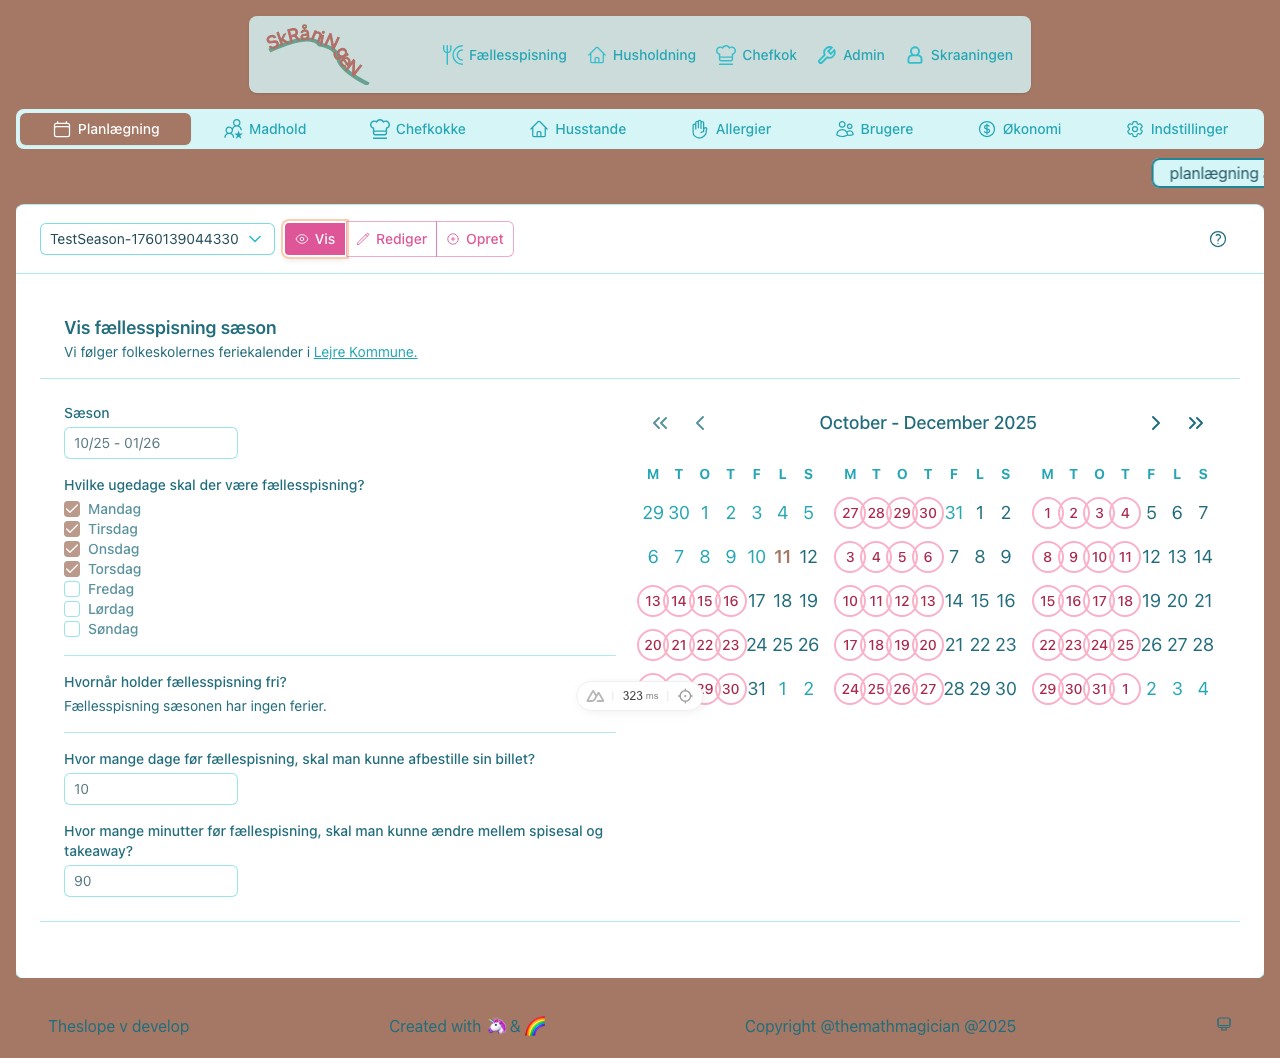 SkRåniNgeN
Fællesspisning Husholdning Chefkok Admin Skraaningen
Planlægning Madhold Chefkokke Husstande Allergier Brugere Økonomi Indstillinger
planlægning
TestSeason-1760139044330 Vis Rediger Opret
Vis fællesspisning sæson
Vi følger folkeskolernes feriekalender i Lejre Kommune.
Sæson
10/25 - 01/26
Hvilke ugedage skal der være fællesspisning?
Mandag
Tirsdag
Onsdag
Torsdag
Fredag
Lørdag
Søndag
Hvornår holder fællesspisning fri?
Fællesspisning sæsonen har ingen ferier.
Hvor mange dage før fællespisning, skal man kunne afbestille sin billet?
10
Hvor mange minutter før fællespisning, skal man kunne ændre mellem spisesal og
takeaway?
90
October - December 2025
M T O T F L S M T O T F L S M T O T F L S
29 30 1 2 3 4 5 27 28 29 30 31 1 2 1 2 3 4 5 6 7
6 7 8 9 10 11 12 3 4 5 6 7 8 9 8 9 10 11 12 13 14
13 14 15 16 17 18 19 10 11 12 13 14 15 16 15 16 17 18 19 20 21
20 21 22 23 24 25 26 17 18 19 20 21 22 23 22 23 24 25 26 27 28
30 31 1 2 24 25 26 27 28 29 30 29 30 31 1 2 3 4
323 ms
Theslope v develop Created with 🦄 & 🌈 Copyright @themathmagician @2025